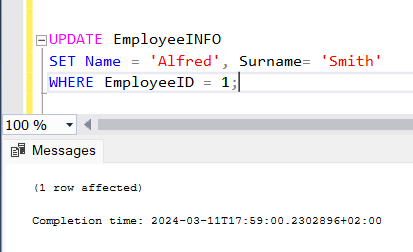 UPDATE EmployeeINFO
SET Name = 'Alfred', Surname= 'Smith'
WHERE EmployeeID = 1;
100 %
Messages
(1 row affected)
Completion time: 2024-03-11T17:59:00.2302896+02:00